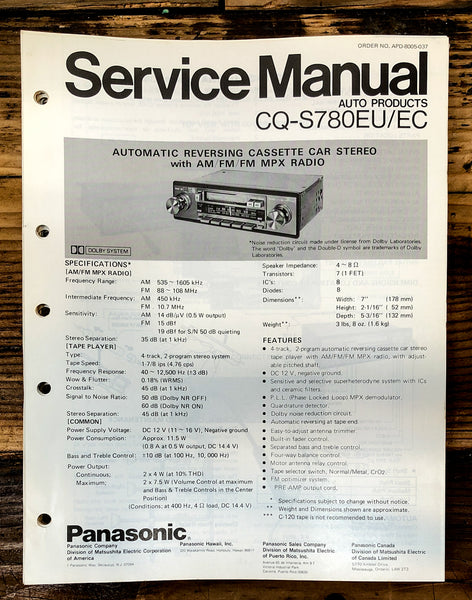 ORDER NO. APD-8005-037
Service Manual
AUTO PRODUCTS
CQ-S780EU/EC
AUTOMATIC REVERSING CASSETTE CAR STEREO
with AM/FM/FM MPX RADIO
DOLBY SYSTEM
*Noise reduction circuit made under license from Dolby Laboratories.
The word 'Dolby' and the Double-D symbol are trademarks of Dolby
Laboratories.
SPECIFICATIONS*
[AM/FM MPX RADIO]
Frequency Range: AM 535 ~ 1605 kHz
FM 88 ~ 108 MHz
Intermediate Frequency: AM 450 kHz
FM 10.7 MHz
Sensitivity: AM 14 dB/µV (0.5 W output)
FM 15 dBf
19 dBf for S/N 50 dB quieting
Stereo Separation: 35 dB (at 1 kHz)
[TAPE PLAYER]
Type: 4-track, 2-program stereo system
Tape Speed: 1-7/8 ips (4.76 cps)
Frequency Response: 40 ~ 12,500 Hz (13 dB)
Wow & Flutter: 0.18% (WRMS)
Crosstalk: 45 dB (at 1 kHz)
Signal to Noise Ratio: 50 dB (Dolby NR OFF)
60 dB (Dolby NR ON)
Stereo Separation: 45 dB (at 1 kHz)
[COMMON]
Power Supply Voltage: DC 12 V (11 ~ 16 V), Negative ground
Power Consumption: Approx. 11.5 W
(0.8 A at 0.5 W output, DC 14.4 V)
Bass and Treble Control: ±10 dB (at 100 Hz, 10, 000 Hz)
Power Output:
Continuous: 2 x 4 W (at 10% THD)
Maximum: 2 x 7.5 W (Volume Control at maximum
and Bass & Treble Controls in the Center
Position)
(Conditions: at 400 Hz, 4 Ω load, DC 14.4 V)
Speaker Impedance: 4 ~ 8 Ω
Transistors: 7 (1 FET)
IC's: 8
Diodes: 8
Dimensions**: Width: 7" (178 mm)
Height: 2-1/16" ( 52 mm)
Depth: 5-3/16" (132 mm)
Weight**: 3 lbs, 8 oz. (1.6 kg)
FEATURES
4-track, 2-program automatic reversing cassette car stereo
tape player with AM/FM/FM MPX radio, with adjust-
able pitched shaft.
DC 12 V, negative ground.
Sensitive and selective superheterodyne system with ICs
and ceramic filters.
P.L.L. (Phase Locked Loop) MPX demodulator.
Quadrature detector.
Dolby noise reduction circuit.
Automatic reversing at tape end.
Easy-to-adjust antenna trimmer.
Built-in fader control.
Separated bass and treble control.
Four-way balance control.
Motor antenna relay control.
Tape selector switch, Normal/Metal, CrO2.
FM optimizer system.
PRE-AMP output cord.
* Specifications subject to change without notice.
** Weight and Dimensions shown are approximate.
*** C-120 tape is not recommended to use.
Panasonic
Panasonic Company
Division of Matsushita Electric Corporation
of America
1 Panasonic Way, Secaucus, N.J. 07094
Panasonic Hawaii, Inc.
Panasonic Sales Company
Division of Matsushita Electric
of Puerto Rico, Inc.
Panasonic Canada
Division of Matsushita Electric
of Canada Limited
5770 Ambler Drive,
Mississauga, Ontario, L4W 2T3